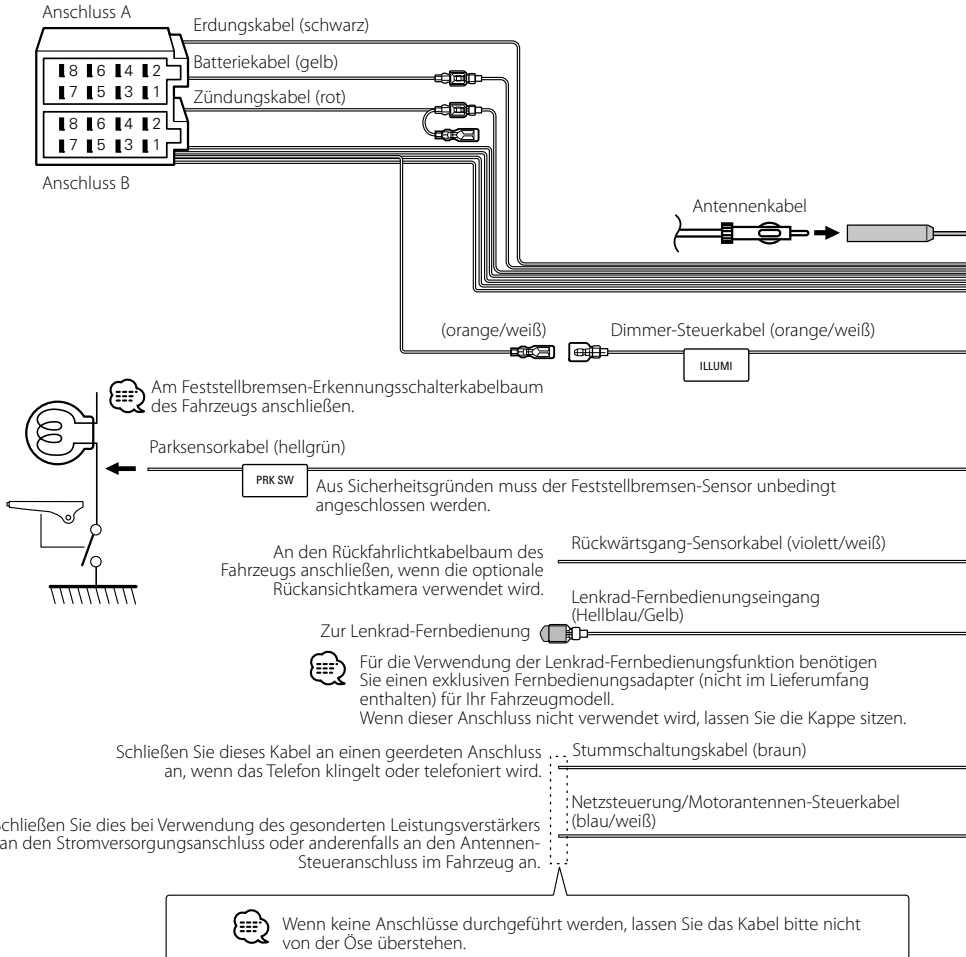 Anschluss A
Erdungskabel (schwarz)
Batteriekabel (gelb)
8 6 4 2
7 5 3 1
Zündungskabel (rot)
8 6 4 2
7 5 3 1
Anschluss B
Antennenkabel
(orange/weiß)
Dimmer-Steuerkabel (orange/weiß)
ILLUMI
Am Feststellbremsen-Erkennungsschalterkabelbaum
des Fahrzeugs anschließen.
Parksensorkabel (hellgrün)
PRK SW
Aus Sicherheitsgründen muss der Feststellbremsen-Sensor unbedingt
angeschlossen werden.
An den Rückfahrlichtkabelbaum des
Fahrzeugs anschließen, wenn die optionale
Rückansichtkamera verwendet wird.
Rückwärtsgang-Sensorkabel (violett/weiß)
Lenkrad-Fernbedienungseingang
(Hellblau/Gelb)
Zur Lenkrad-Fernbedienung
Für die Verwendung der Lenkrad-Fernbedienungsfunktion benötigen
Sie einen exklusiven Fernbedienungsadapter (nicht im Lieferumfang
enthalten) für Ihr Fahrzeugmodell.
Wenn dieser Anschluss nicht verwendet wird, lassen Sie die Kappe sitzen.
Schließen Sie dieses Kabel an einen geerdeten Anschluss
an, wenn das Telefon klingelt oder telefoniert wird.
Stummschaltungskabel (braun)
Netzsteuerung/Motorantennen-Steuerkabel
(blau/weiß)
Schließen Sie dies bei Verwendung des gesonderten Leistungsverstärkers
an den Stromversorgungsanschluss oder anderenfalls an den Antennen-
Steueranschluss im Fahrzeug an.
Wenn keine Anschlüsse durchgeführt werden, lassen Sie das Kabel bitte nicht
von der Öse überstehen.